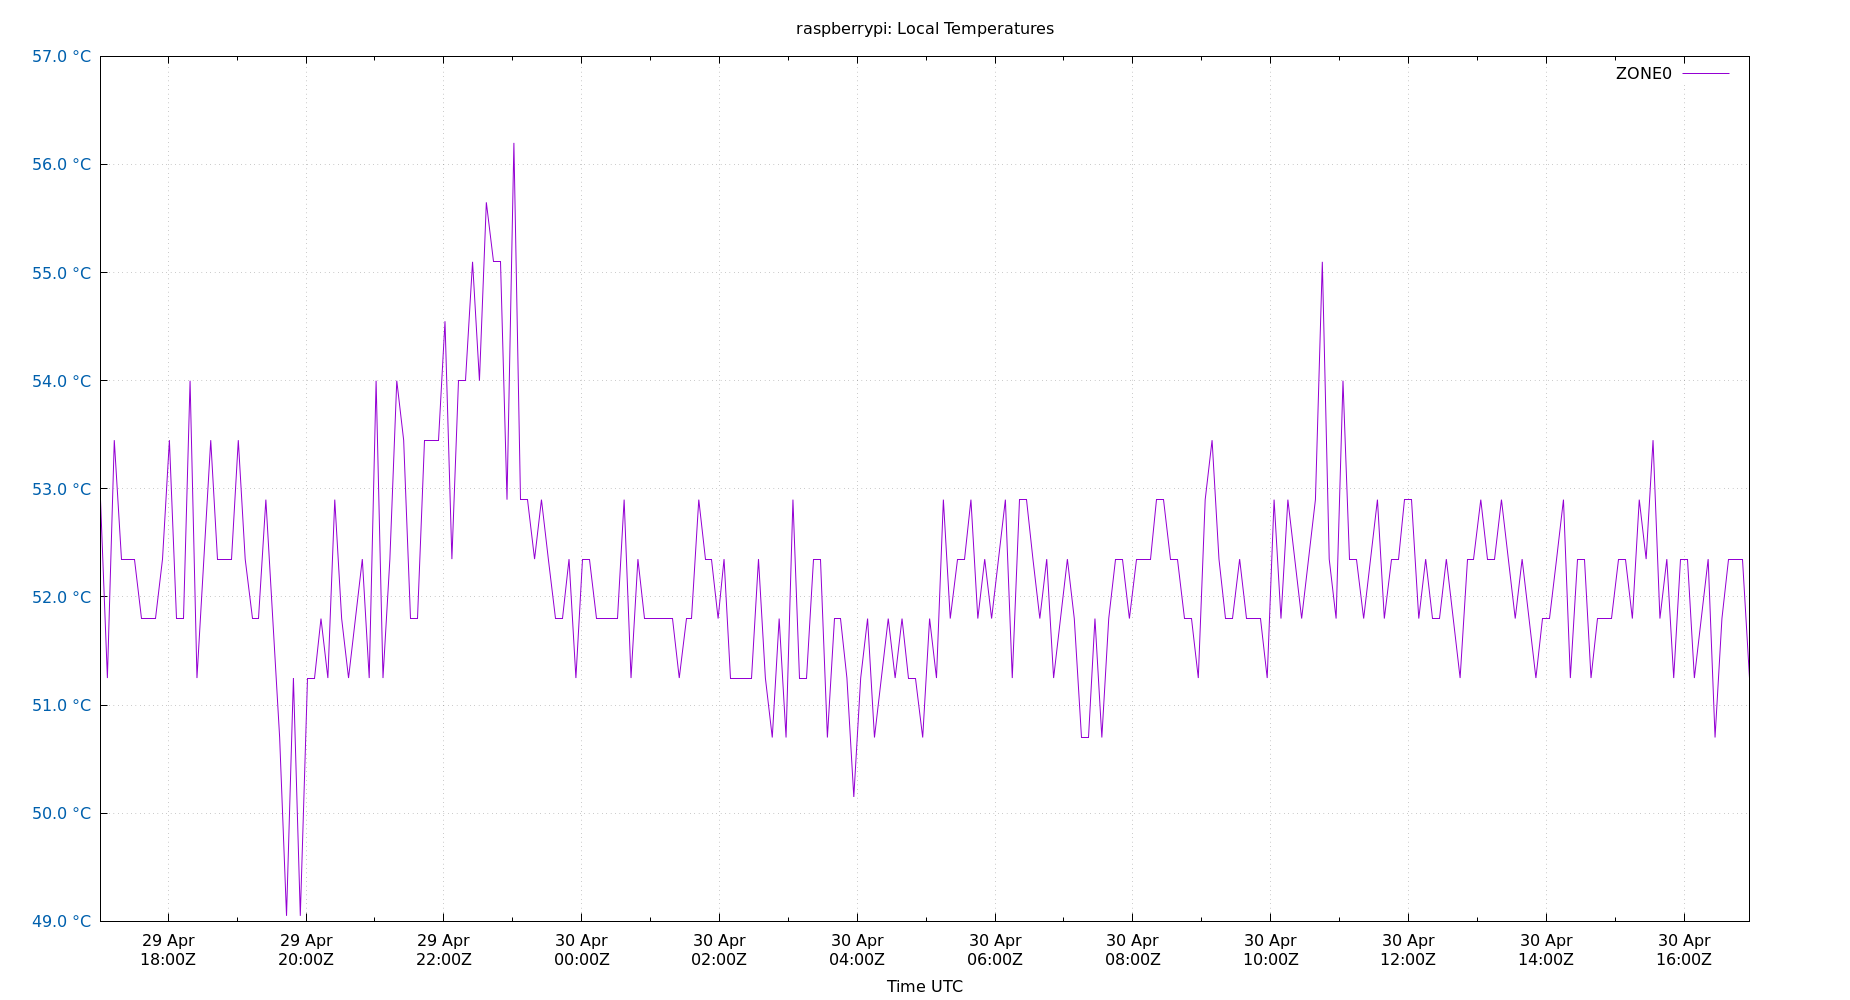 raspberrypi: Local Temperatures
57.0 °C
56.0 °C
55.0 °C
54.0 °C
53.0 °C
52.0 °C
51.0 °C
50.0 °C
49.0 °C
ZONE0
29 Apr 29 Apr 29 Apr 30 Apr 30 Apr 30 Apr 30 Apr 30 Apr 30 Apr 30 Apr 30 Apr 30 Apr
18:00Z 20:00Z 22:00Z 00:00Z 02:00Z 04:00Z 06:00Z 08:00Z 10:00Z 12:00Z 14:00Z 16:00Z
Time UTC